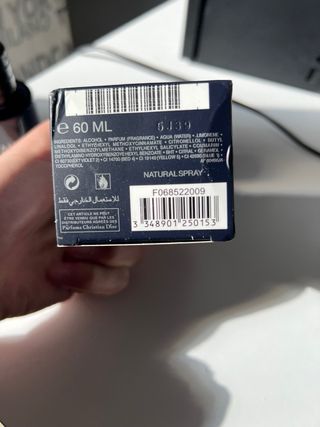 ℮ 60 ML
5J39
INGREDIENTS: ALCOHOL • PARFUM (FRAGRANCE) • AQUA (WATER) • LIMONENE •
LINALOOL • ETHYLHEXYL METHOXYCINNAMATE • CITRONELLOL • BUTYL
METHOXYDIBENZOYLMETHANE • ETHYLHEXYL SALICYLATE • COUMARIN •
DIETHYLAMINO HYDROXYBENZOYL HEXYL BENZOATE • BHT • CITRAL • GERANIOL
TOCOPHEROL
NATURAL SPRAY
للإستعمال الخارجي فقط
F068522009
CET ARTICLE NE PEUT
ÊTRE VENDU QUE PAR LES
DISTRIBUTEURS AGRÉÉS DES
Parfums Christian Dior
3 348901 250153